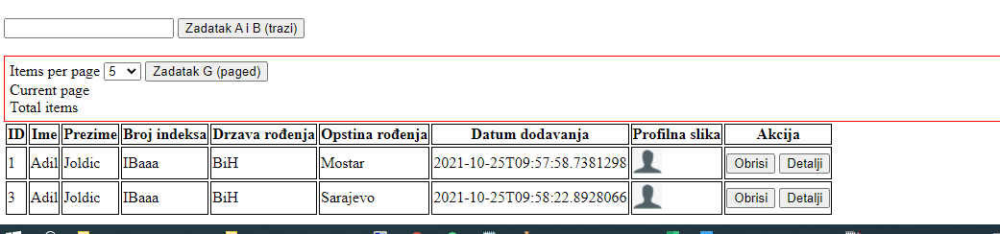 Zadatak A i B (trazi)
Items per page 5 Zadatak G (paged)
Current page
Total items
ID Ime Prezime Broj indeksa Drzava rođenja Opstina rođenja Datum dodavanja Profilna slika Akcija
1 Adil Joldic IBaaa BiH Mostar 2021-10-25T09:57:58.7381298 Obrisi Detalji
3 Adil Joldic IBaaa BiH Sarajevo 2021-10-25T09:58:22.8928066 Obrisi Detalji